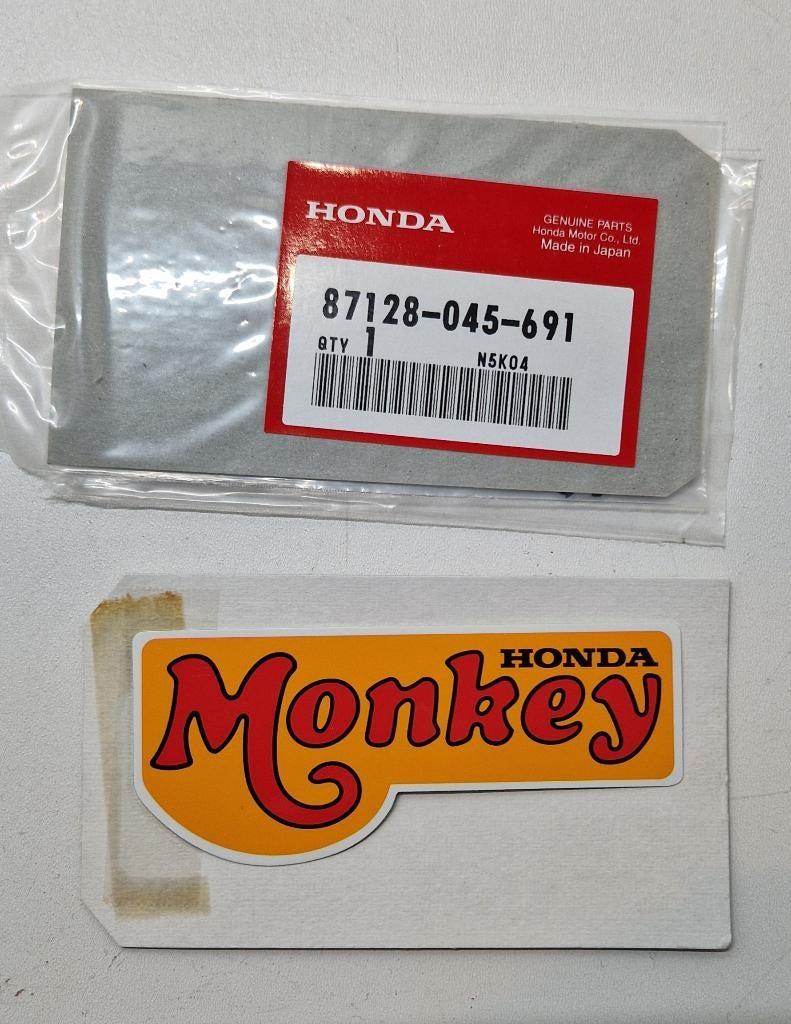 HONDA
GENUINE PARTS
Honda Motor Co., Ltd.
Made in Japan
87128-045-691
QTY 1 N5K04
HONDA
Monkey